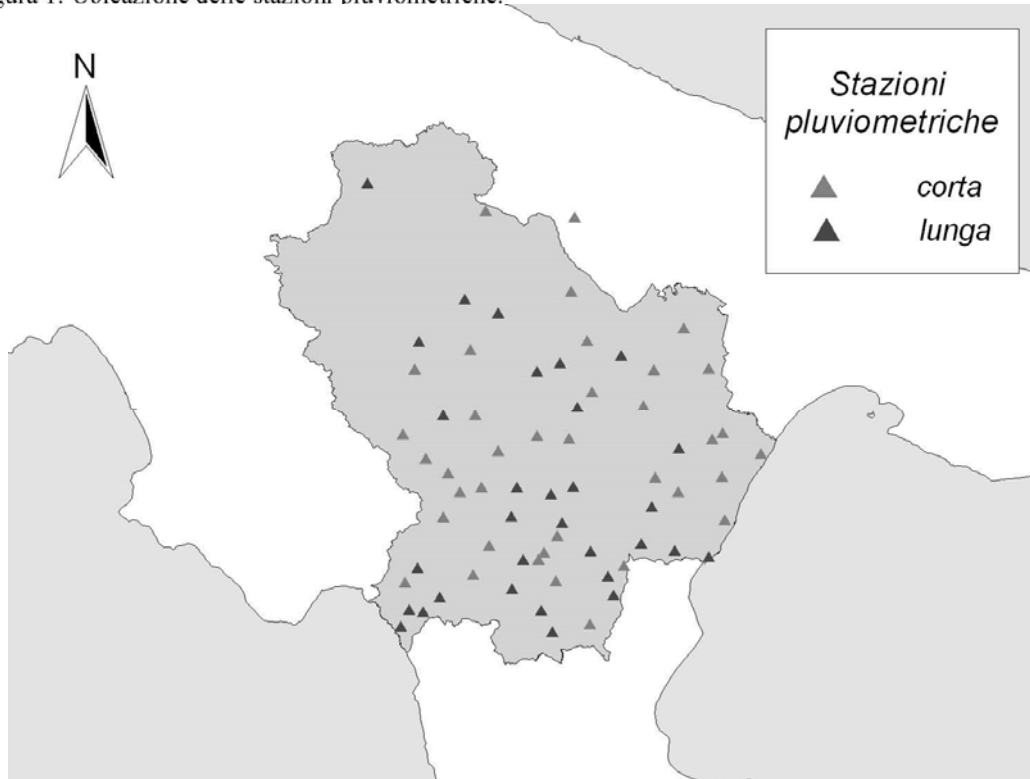 Ubicazione delle stazioni pluviometriche.
N
Stazioni
pluviometriche
corta
lunga